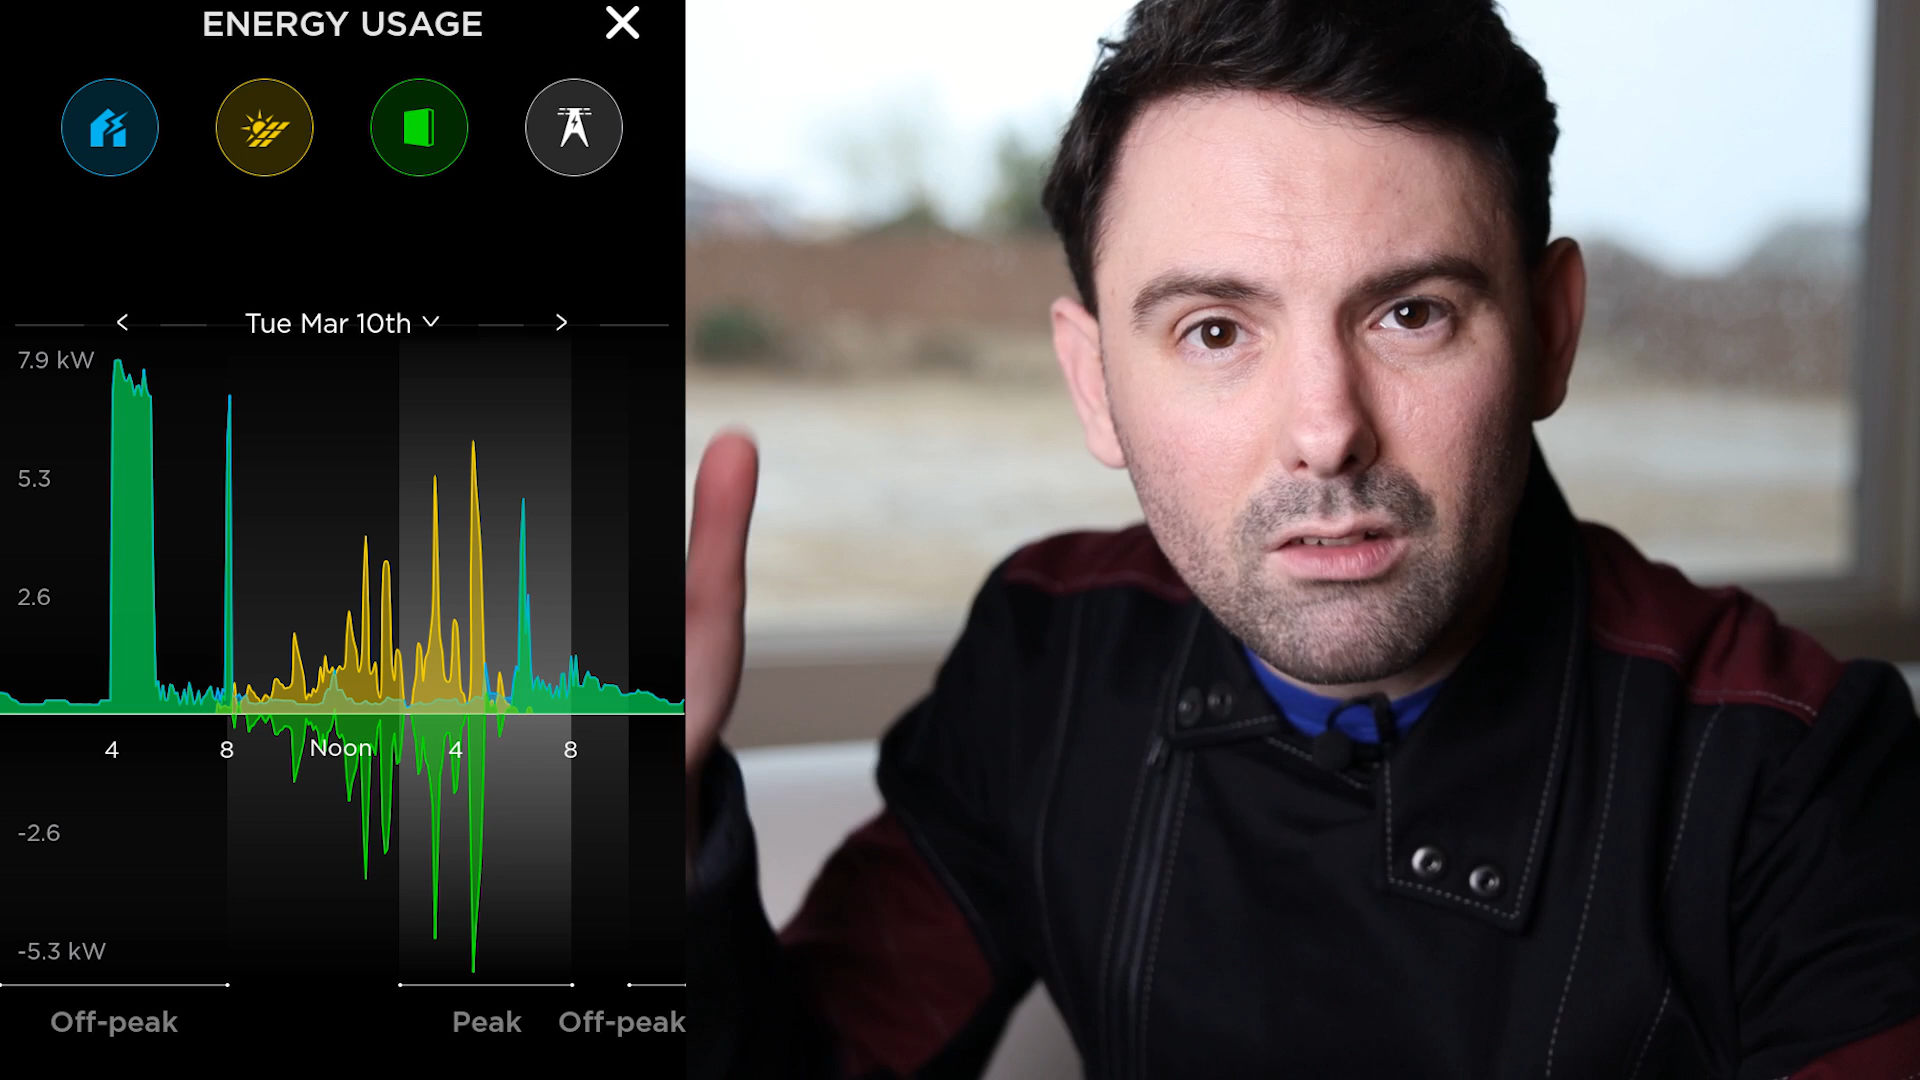 ENERGY USAGE
Tue Mar 10th
7.9 kW
5.3
2.6
4 8 Noon 4 8
-2.6
-5.3 kW
Off-peak Peak Off-peak